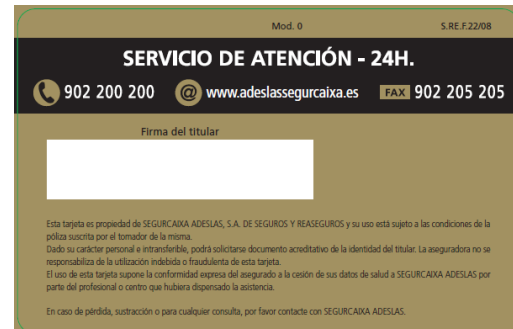 Mod. 0 S.RE.F.22/08
SERVICIO DE ATENCIÓN - 24H.
902 200 200 @ www.adeslassegurcaixa.es FAX 902 205 205
Firma del titular
Esta tarjeta es propiedad de SEGURCAIXA ADESLAS, S.A. DE SEGUROS Y REASEGUROS y su uso está sujeto a las condiciones de la
póliza suscrita por el tomador de la misma.
Dado su carácter personal e intransferible, podrá solicitarse documento acreditativo de la identidad del titular. La aseguradora no se
responsabiliza de la utilización indebida o fraudulenta de esta tarjeta.
El uso de esta tarjeta supone la conformidad expresa del asegurado a la cesión de sus datos de salud a SEGURCAIXA ADESLAS por
parte del profesional o centro que hubiera dispensado la asistencia.
En caso de pérdida, sustracción o para cualquier consulta, por favor contacte con SEGURCAIXA ADESLAS.